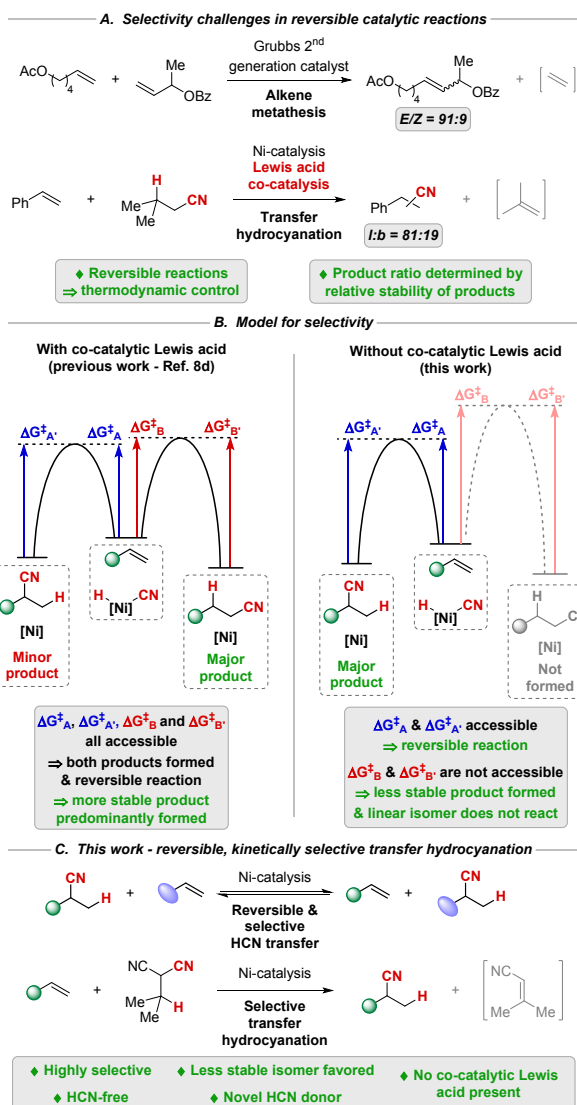 A. Selectivity challenges in reversible catalytic reactions
Grubbs 2nd
generation catalyst
Alkene
metathesis
AcO
4
+
Me
OBz
AcO
4
Me
OBz
+
E/Z = 91:9
Ni-catalysis
Lewis acid
co-catalysis
Transfer
hydrocyanation
Ph
+
H
Me
Me
CN
Ph
CN
+
l:b = 81:19
♦ Reversible reactions
⇒ thermodynamic control
♦ Product ratio determined by
relative stability of products
B. Model for selectivity
With co-catalytic Lewis acid
(previous work - Ref. 8d)
Without co-catalytic Lewis acid
(this work)
ΔG‡A' ΔG‡A ΔG‡B ΔG‡B'
ΔG‡A' ΔG‡A ΔG‡B ΔG‡B'
CN
H
[Ni]
Minor
product
H CN
[Ni]
H
CN
[Ni]
Major
product
CN
H
[Ni]
Major
product
H CN
[Ni]
H
C
[Ni]
Not
formed
ΔG‡A, ΔG‡A', ΔG‡B and ΔG‡B'
all accessible
⇒ both products formed
& reversible reaction
⇒ more stable product
predominantly formed
ΔG‡A & ΔG‡A' accessible
⇒ reversible reaction
ΔG‡B & ΔG‡B' are not accessible
⇒ less stable product formed
& linear isomer does not react
C. This work - reversible, kinetically selective transfer hydrocyanation
CN
H
+
Ni-catalysis
Reversible &
selective
HCN transfer
+
CN
H
+
NC CN
Me
Me H
Ni-catalysis
Selective
transfer
hydrocyanation
CN
H
+
NC
Me Me
♦ Highly selective
♦ Less stable isomer favored
♦ No co-catalytic Lewis
acid present
♦ HCN-free
♦ Novel HCN donor